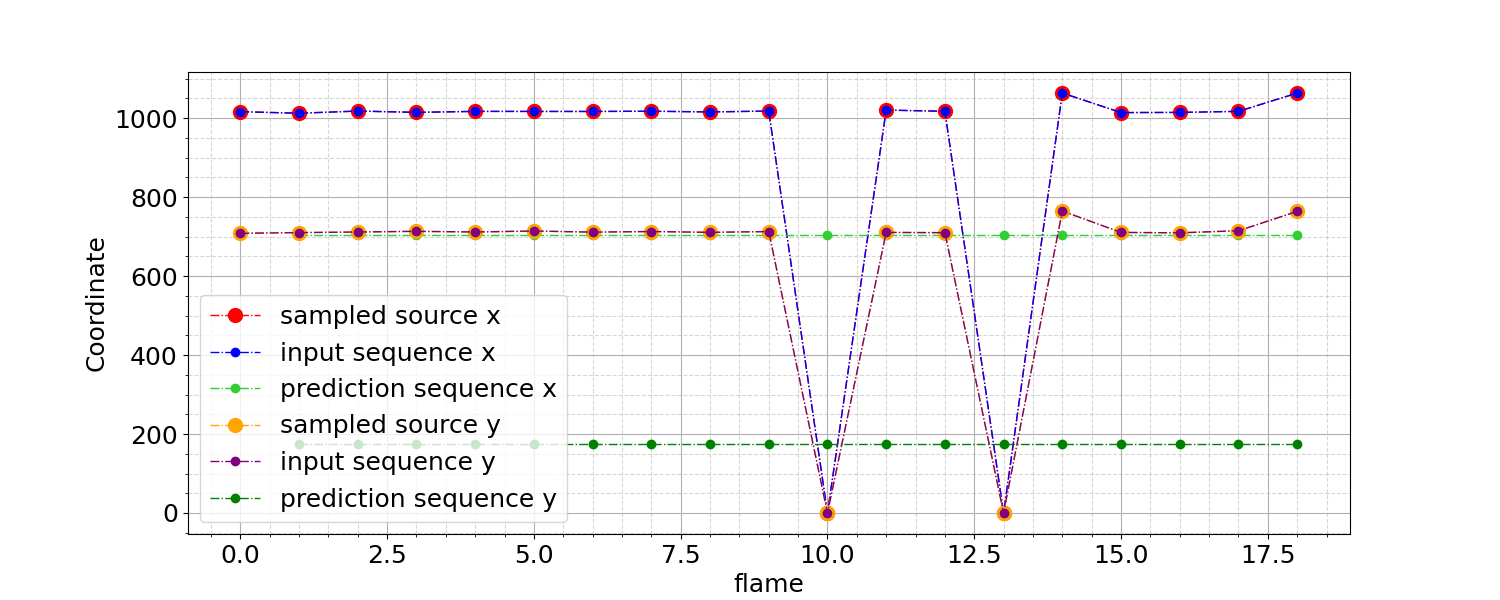 1000
800
600
400
200
0
Coordinate
sampled source x
input sequence x
prediction sequence x
sampled source y
input sequence y
prediction sequence y
0.0 2.5 5.0 7.5 10.0 12.5 15.0 17.5
flame